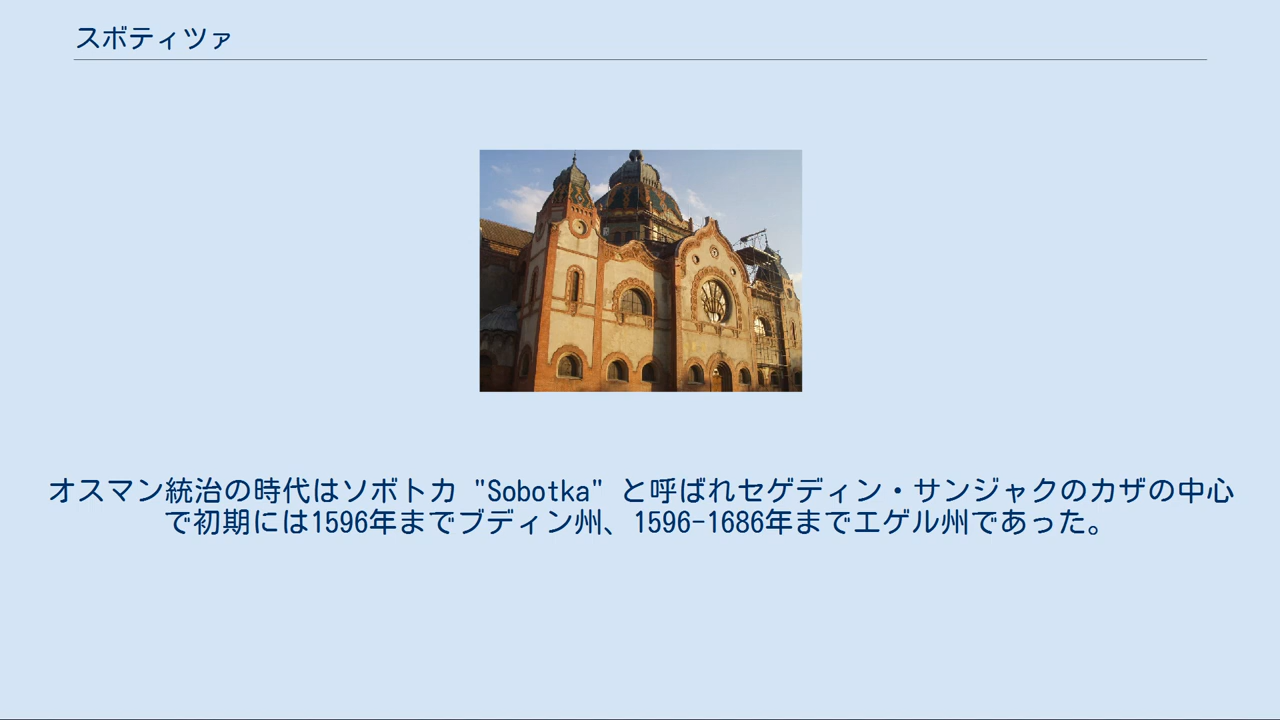 スボティツァ
オスマン統治の時代はソボトカ "Sobotka" と呼ばれセゲディン・サンジャクのカザの中心
で初期には1596年までブディン州、1596-1686年までエゲル州であった。